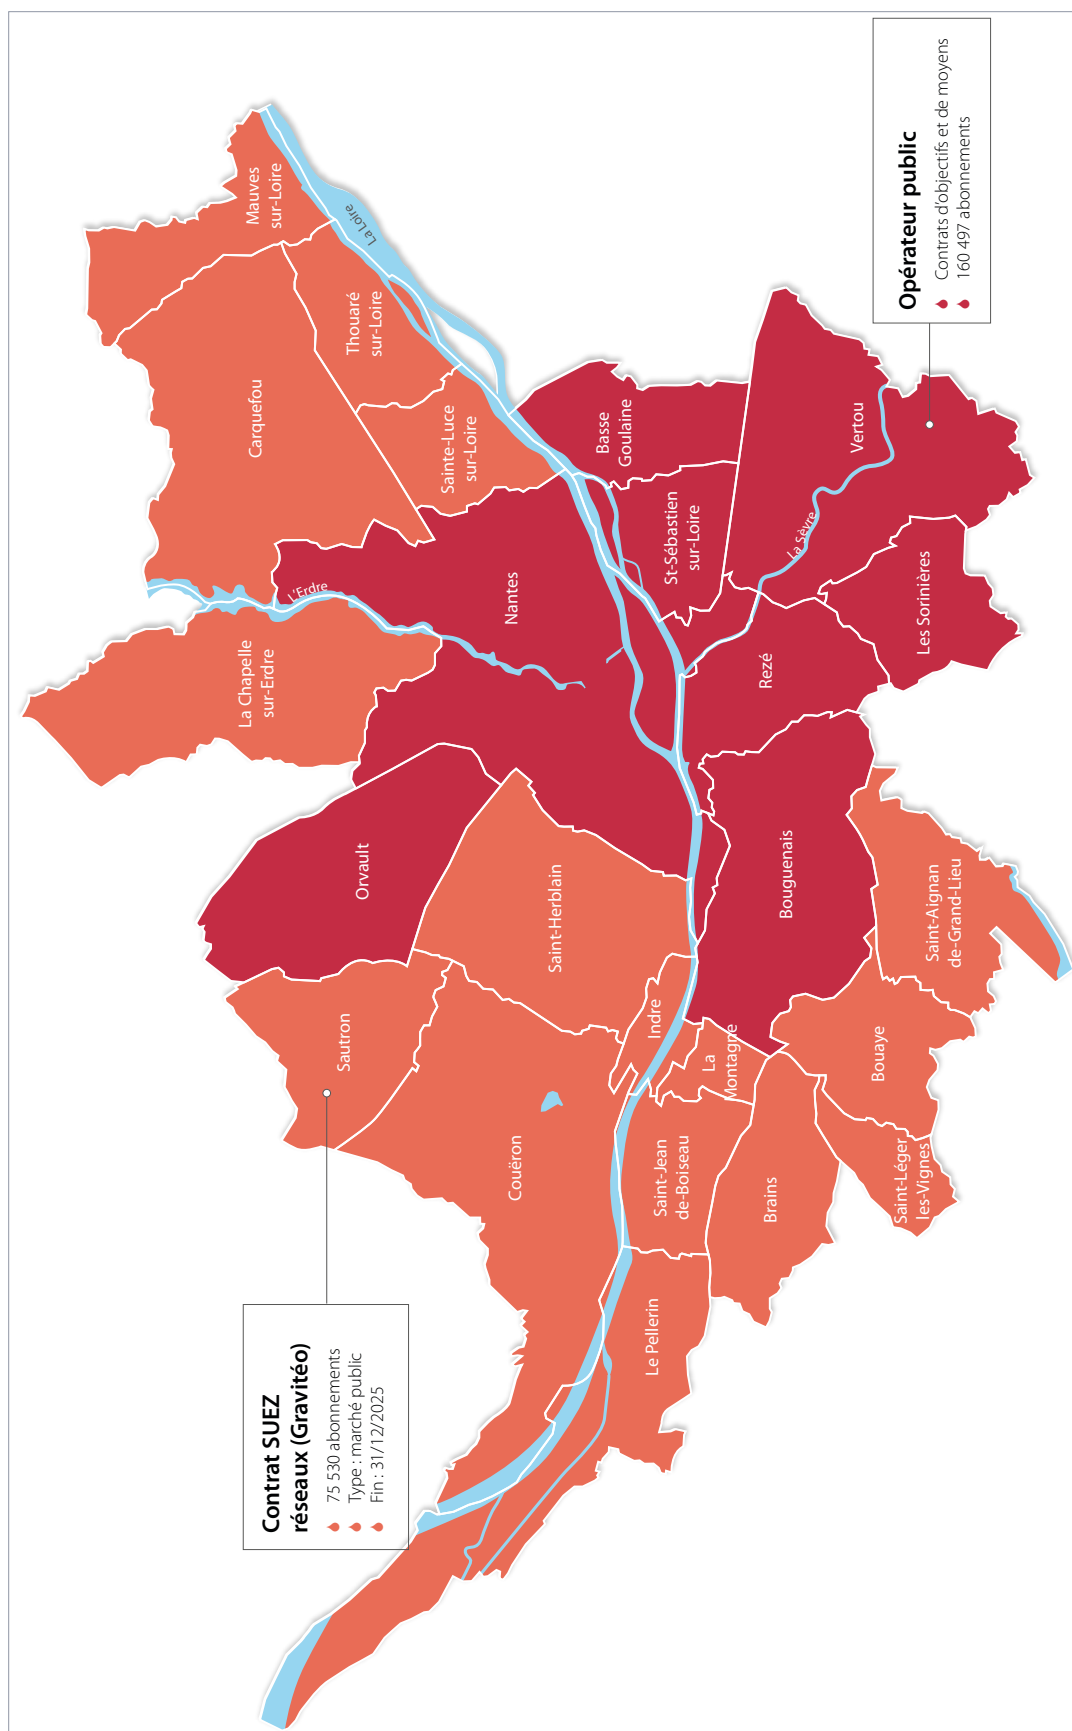 Contrat SUEZ
réseaux (Gravitéo)
75 530 abonnements
Type : marché public
Fin : 31/12/2025
Sautron
Orvault
La Chapelle
sur-Erdre
L'Erdre
Carquefou
Mauves
sur-Loire
La Loire
Thouaré
sur-Loire
Sainte-Luce
sur-Loire
Couëron
Saint-Herblain
Nantes
Basse
Goulaine
St-Sébastien
sur-Loire
Indre
La
Montagne
Le Pellerin
Saint-Jean
de-Boiseau
Brains
Bouguenais
Rezé
La Sèvre
Vertou
Les Sorinières
Bouaye
Saint-Léger
les-Vignes
Saint-Aignan
de-Grand-Lieu
Opérateur public
Contrats d'objectifs et de moyens
160 497 abonnements